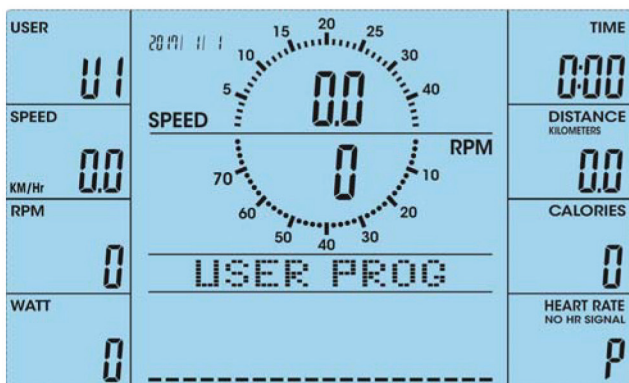 USER
U1
SPEED
KM/Hr 0.0
RPM
0
WATT
0
2017/ 1/ 1
5 10 15 20 25 30 40
SPEED 0.0
RPM
0
10 20 30 40 50 60 70
USER PROG
TIME
0:00
DISTANCE
KILOMETERS
0.0
CALORIES
0
HEART RATE
NO HR SIGNAL
P